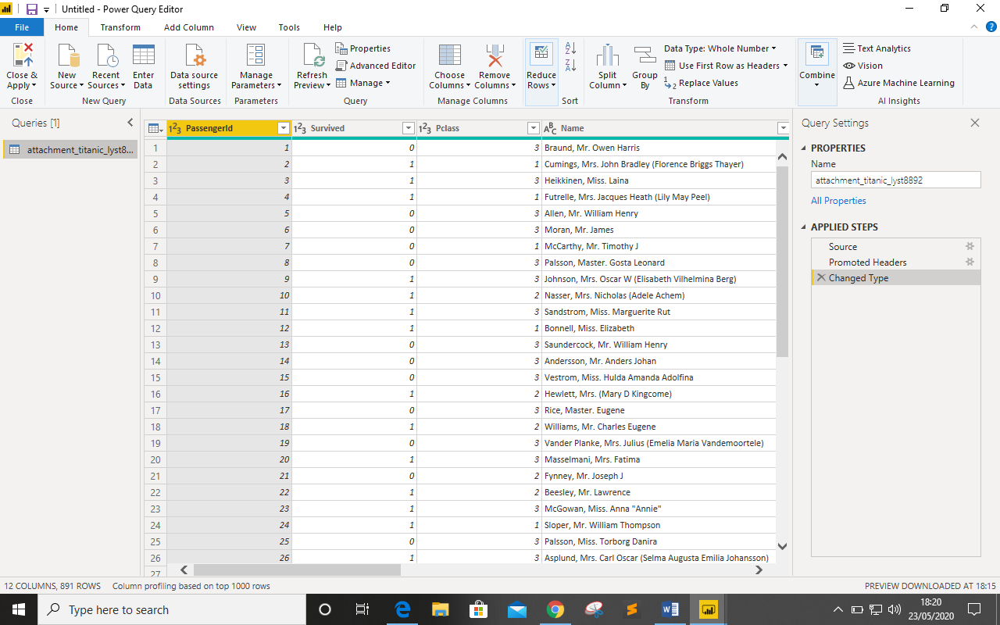 Untitled - Power Query Editor
File Home Transform Add Column View Tools Help
Close & Apply
New Source
Recent Sources
Enter Data
Data source settings
Manage Parameters
Refresh Preview
Properties
Advanced Editor
Manage
Choose Columns
Remove Columns
Reduce Rows
Split Column
Group By
Data Type: Whole Number
Use First Row as Headers
Replace Values
Combine
Text Analytics
Vision
Azure Machine Learning
Close New Query Data Sources Parameters Query Manage Columns Sort Transform AI Insights
Queries [1]
attachment_titanic_lyst8...
PassengerId Survived Pclass Name
1 1 0 3 Braund, Mr. Owen Harris
2 2 1 1 Cumings, Mrs. John Bradley (Florence Briggs Thayer)
3 3 1 3 Heikkinen, Miss. Laina
4 4 1 1 Futrelle, Mrs. Jacques Heath (Lily May Peel)
5 5 0 3 Allen, Mr. William Henry
6 6 0 3 Moran, Mr. James
7 7 0 1 McCarthy, Mr. Timothy J
8 8 0 3 Palsson, Master. Gosta Leonard
9 9 1 3 Johnson, Mrs. Oscar W (Elisabeth Vilhelmina Berg)
10 10 1 2 Nasser, Mrs. Nicholas (Adele Achem)
11 11 1 3 Sandstrom, Miss. Marguerite Rut
12 12 1 1 Bonnell, Miss. Elizabeth
13 13 0 3 Saundercock, Mr. William Henry
14 14 0 3 Andersson, Mr. Anders Johan
15 15 0 3 Vestrom, Miss. Hulda Amanda Adolfina
16 16 1 2 Hewlett, Mrs. (Mary D Kingcome)
17 17 0 3 Rice, Master. Eugene
18 18 1 2 Williams, Mr. Charles Eugene
19 19 0 3 Vander Planke, Mrs. Julius (Emelia Maria Vandemoortele)
20 20 1 3 Masselmani, Mrs. Fatima
21 21 0 2 Fynney, Mr. Joseph J
22 22 1 2 Beesley, Mr. Lawrence
23 23 1 3 McGowan, Miss. Anna "Annie"
24 24 1 1 Sloper, Mr. William Thompson
25 25 0 3 Palsson, Miss. Torborg Danira
26 26 1 3 Asplund, Mrs. Carl Oscar (Selma Augusta Emilia Johansson)
27
Query Settings
PROPERTIES
Name
attachment_titanic_lyst8892
All Properties
APPLIED STEPS
Source
Promoted Headers
Changed Type
12 COLUMNS, 891 ROWS Column profiling based on top 1000 rows
PREVIEW DOWNLOADED AT 18:15
Type here to search
18:20
23/05/2020